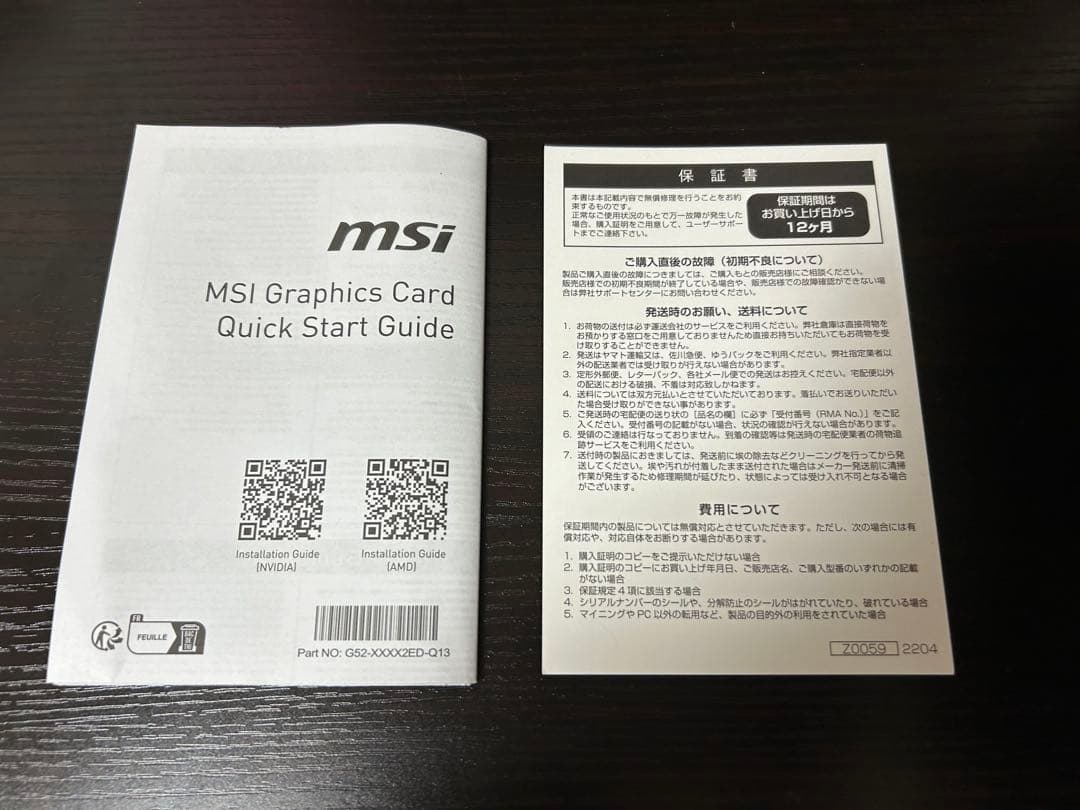 msi
MSI Graphics Card
Quick Start Guide
Installation Guide
(NVIDIA)
Installation Guide
(AMD)
FR
FEUILLE
BAC
DE
TRI
Part NO: G52-XXXX2ED-Q13
保証書
本書は本記載内容で無償修理を行うことをお約
束するものです。
正常なご使用状況のもとで万一故障が発生した
場合、購入証明をご用意して、ユーザーサポー
トまでご連絡下さい。
保証期間は
お買い上げ日から
12ヶ月
ご購入直後の故障（初期不良について）
製品ご購入直後の故障につきましては、ご購入もとの販売店様にご相談ください。
販売店様での初期不良期間が終了している場合や、販売店様での故障確認ができない場
合は弊社サポートセンターにお問い合わせください。
発送時のお願い、送料について
1. お荷物の送付は必ず運送会社のサービスをご利用ください。弊社倉庫は直接荷物を
お預かりする窓口をご用意しておりませんため直接お持ちいただいてもお荷物を受
け取りすることができません。
2. 発送はヤマト運輸又は、佐川急便、ゆうパックをご利用ください。弊社指定業者以
外の配送業者では受け取りが行えない場合があります。
3. 定形外郵便、レターパック、各社メール便での発送はお控えください。宅配便以外
の配送における破損、不着は対応致しかねます。
4. 送料については双方元払いとさせていただいております。着払いでお送りいただい
た場合受け取りができない事があります。
5. ご発送時の宅配便の送り状の［品名の欄］に必ず「受付番号（RMA No.）」をご記
入ください。受付番号の記載がない場合、状況の確認が行えない場合があります。
6. 受領のご連絡は行なっておりません。到着の確認等は発送時の宅配便業者の荷物追
跡サービスをご利用ください。
7. 送付時の製品におきましては、発送前に埃の除去などクリーニングを行ってから発
送してください。埃や汚れが付着したまま送付された場合はメーカー発送前に清掃
作業が発生するため修理期間が延びたり、状態によっては受け入れ不可となる場合
がございます。
費用について
保証期間内の製品については無償対応とさせていただきます。ただし、次の場合には有
償対応や、対応自体をお断りする場合があります。
1. 購入証明のコピーをご提示いただけない場合
2. 購入証明のコピーにお買い上げ年月日、ご販売店名、ご購入型番のいずれかの記載
がない場合
3. 保証規定4項に該当する場合
4. シリアルナンバーのシールや、分解防止のシールがはがれていたり、破れている場合
5. マイニングやPC以外の転用など、製品の目的外の利用をされていた場合
Z0059 2204